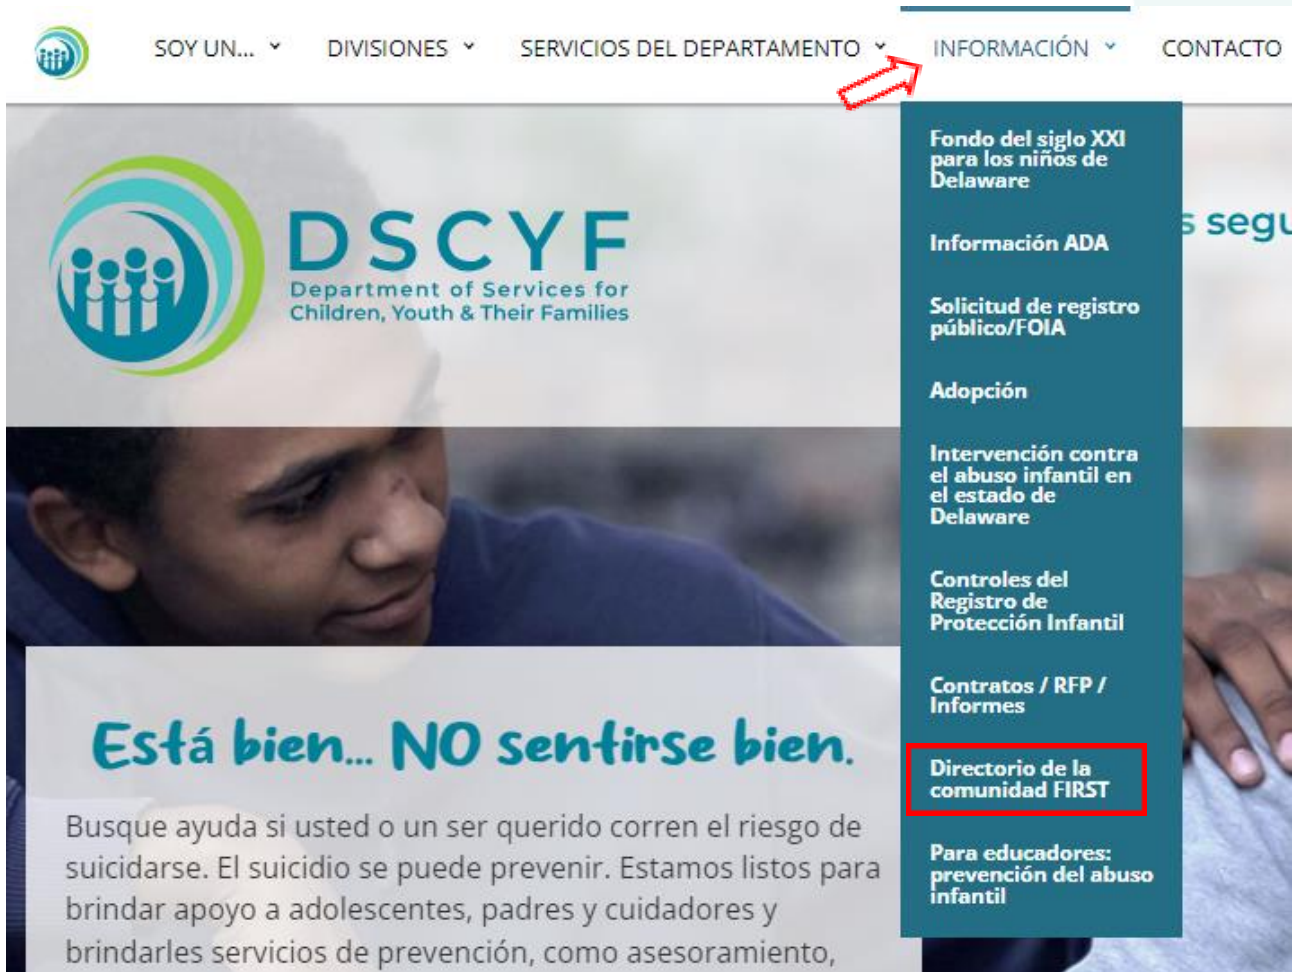 SOY UN... DIVISIONES SERVICIOS DEL DEPARTAMENTO INFORMACIÓN CONTACTO
DSCYF
Department of Services for
Children, Youth & Their Families
Fondo del siglo XXI
para los niños de
Delaware
Información ADA
Solicitud de registro
público/FOIA
Adopción
Intervención contra
el abuso infantil en
el estado de
Delaware
Controles del
Registro de
Protección Infantil
Contratos / RFP /
Informes
Directorio de la
comunidad FIRST
Para educadores:
prevención del abuso
infantil
Está bien... NO sentirse bien.
Busque ayuda si usted o un ser querido corren el riesgo de
suicidarse. El suicidio se puede prevenir. Estamos listos para
brindar apoyo a adolescentes, padres y cuidadores y
brindarles servicios de prevención, como asesoramiento,